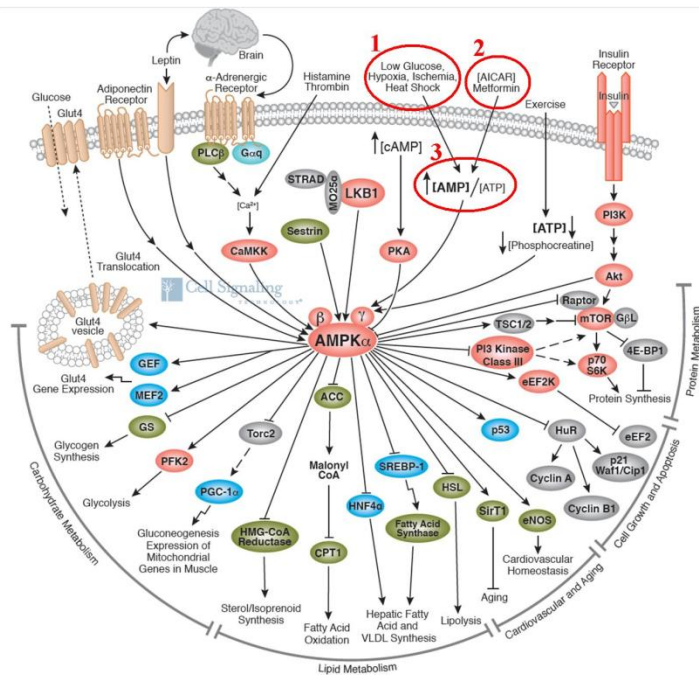 1
2
3
Brain
Leptin
Adiponectin
Receptor
α-Adrenergic
Receptor
Histamine
Thrombin
Low Glucose,
Hypoxia, Ischemia,
Heat Shock
[AICAR]
Metformin
Exercise
Insulin
Receptor
Insulin
Glucose
Glut4
PLCβ
Gαq
[Ca²⁺]
CaMKK
STRAD
MO25α
LKB1
Sestrin
[cAMP]
PKA
[AMP]/[ATP]
[ATP]
[Phosphocreatine]
PI3K
Akt
Glut4
Translocation
Cell Signaling
TECHNOLOGY®
Glut4
vesicle
β
γ
AMPKα
Raptor
TSC1/2
mTOR
GβL
PI3 Kinase
Class III
p70
S6K
4E-BP1
Protein Synthesis
eEF2K
eEF2
GEF
MEF2
Glut4
Gene Expression
GS
Glycogen
Synthesis
PFK2
Glycolysis
Torc2
PGC-1α
Gluconeogenesis
Expression of
Mitochondrial
Genes in Muscle
HMG-CoA
Reductase
Sterol/Isoprenoid
Synthesis
ACC
Malonyl
CoA
CPT1
Fatty Acid
Oxidation
HNF4α
SREBP-1
Fatty Acid
Synthase
Hepatic Fatty
Acid and
VLDL Synthesis
HSL
Lipolysis
SirT1
Aging
eNOS
Cardiovascular
Homeostasis
p53
HuR
Cyclin A
Cyclin B1
p21
Waf1/Cip1
Carbohydrate Metabolism
Lipid Metabolism
Cardiovascular and Aging
Cell Growth and Apoptosis
Protein Metabolism